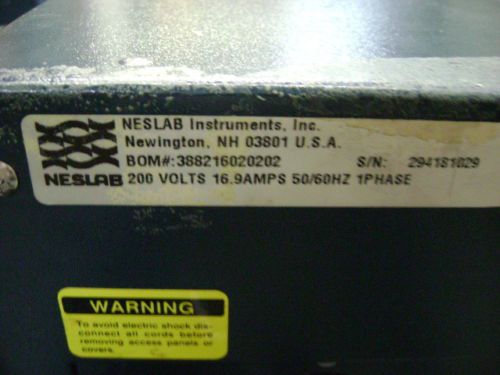 NESLAB Instruments, Inc.
Newington, NH 03801 U.S.A.
BOM#:388216020202 S/N: 294181029
NESLAB 200 VOLTS 16.9AMPS 50/60HZ 1PHASE
WARNING
To avoid electric shock dis-
connect all cords before
removing access panels or
covers.